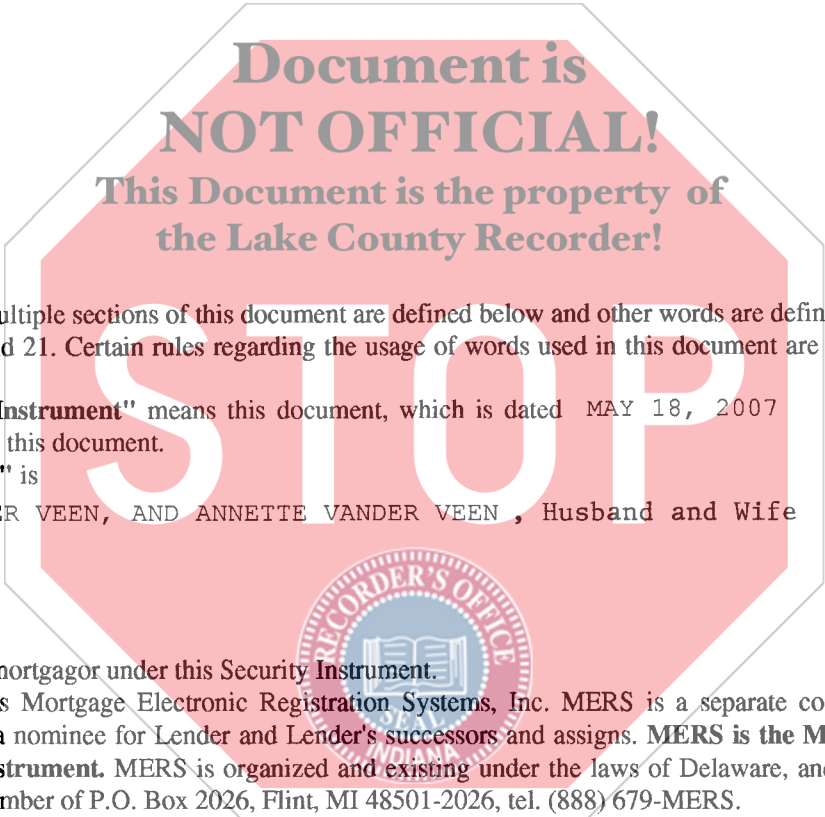 Document is
NOT OFFICIAL!
This Document is the property of
the Lake County Recorder!
STOP
ultiple sections of this document are defined below and other words are defin
d 21. Certain rules regarding the usage of words used in this document are
Instrument" means this document, which is dated MAY 18, 2007
this document.
" is
ER VEEN, AND ANNETTE VANDER VEEN , Husband and Wife
RECORDER'S OFFICE
SEAL
INDIANA
mortgagor under this Security Instrument.
s Mortgage Electronic Registration Systems, Inc. MERS is a separate co
a nominee for Lender and Lender's successors and assigns. MERS is the M
strument. MERS is organized and existing under the laws of Delaware, and
mber of P.O. Box 2026, Flint, MI 48501-2026, tel. (888) 679-MERS.